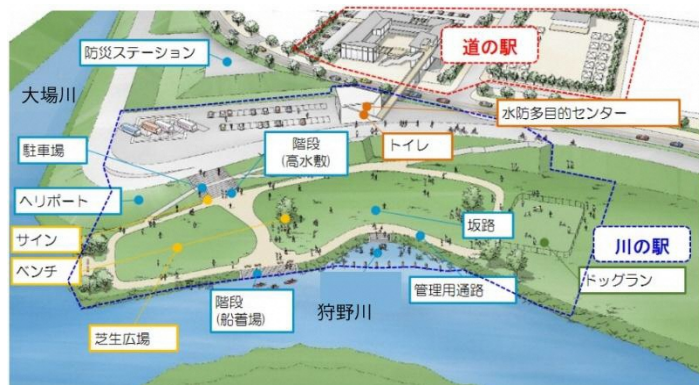 道の駅
防災ステーション
大場川
水防多目的センター
階段
(高水敷)
トイレ
駐車場
ヘリポート
坂路
サイン
川の駅
ベンチ
ドッグラン
階段
(船着場)
管理用通路
狩野川
芝生広場